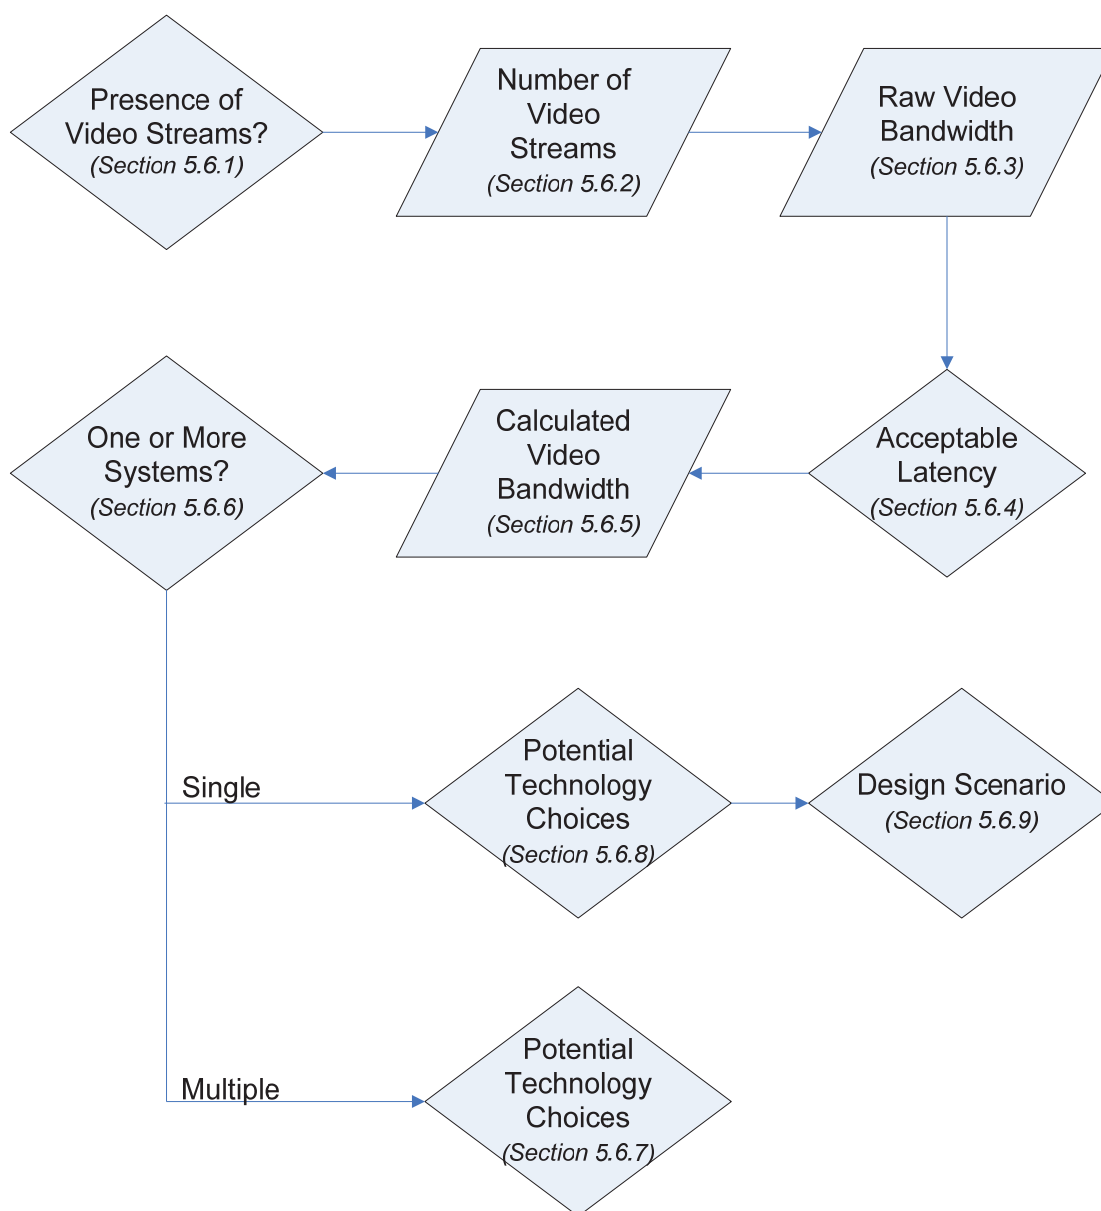 Presence of
Video Streams?
(Section 5.6.1)
Number of
Video
Streams
(Section 5.6.2)
Raw Video
Bandwidth
(Section 5.6.3)
One or More
Systems?
(Section 5.6.6)
Calculated
Video
Bandwidth
(Section 5.6.5)
Acceptable
Latency
(Section 5.6.4)
Single
Potential
Technology
Choices
(Section 5.6.8)
Design Scenario
(Section 5.6.9)
Multiple
Potential
Technology
Choices
(Section 5.6.7)